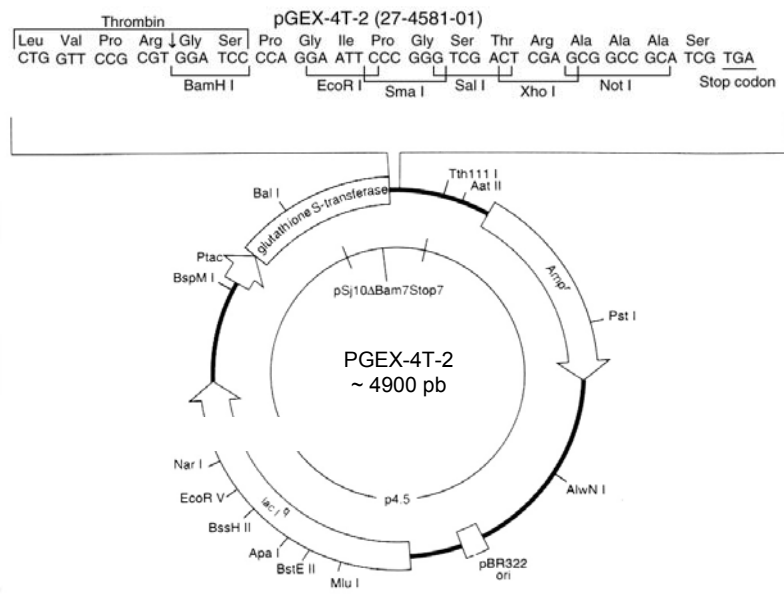 pGEX-4T-2 (27-4581-01)
Thrombin
Leu Val Pro Arg ↓ Gly Ser Pro Gly Ile Pro Gly Ser Thr Arg Ala Ala Ala Ser
CTG GTT CCG CGT GGA TCC CCA GGA ATT CCC GGG TCG ACT CGA GCG GCC GCA TCG TGA
BamH I EcoR I Sma I Sal I Xho I Not I Stop codon
Tth111 I
Aat II
Bal I
glutathione S-transferase
Ptac
BspM I
Ampʳ
pSj10ΔBam7Stop7
Pst I
PGEX-4T-2
~ 4900 pb
Nar I
EcoR V
BssH II
Apa I
BstE II
Mlu I
lac I q
p4.5
AlwN I
pBR322
ori